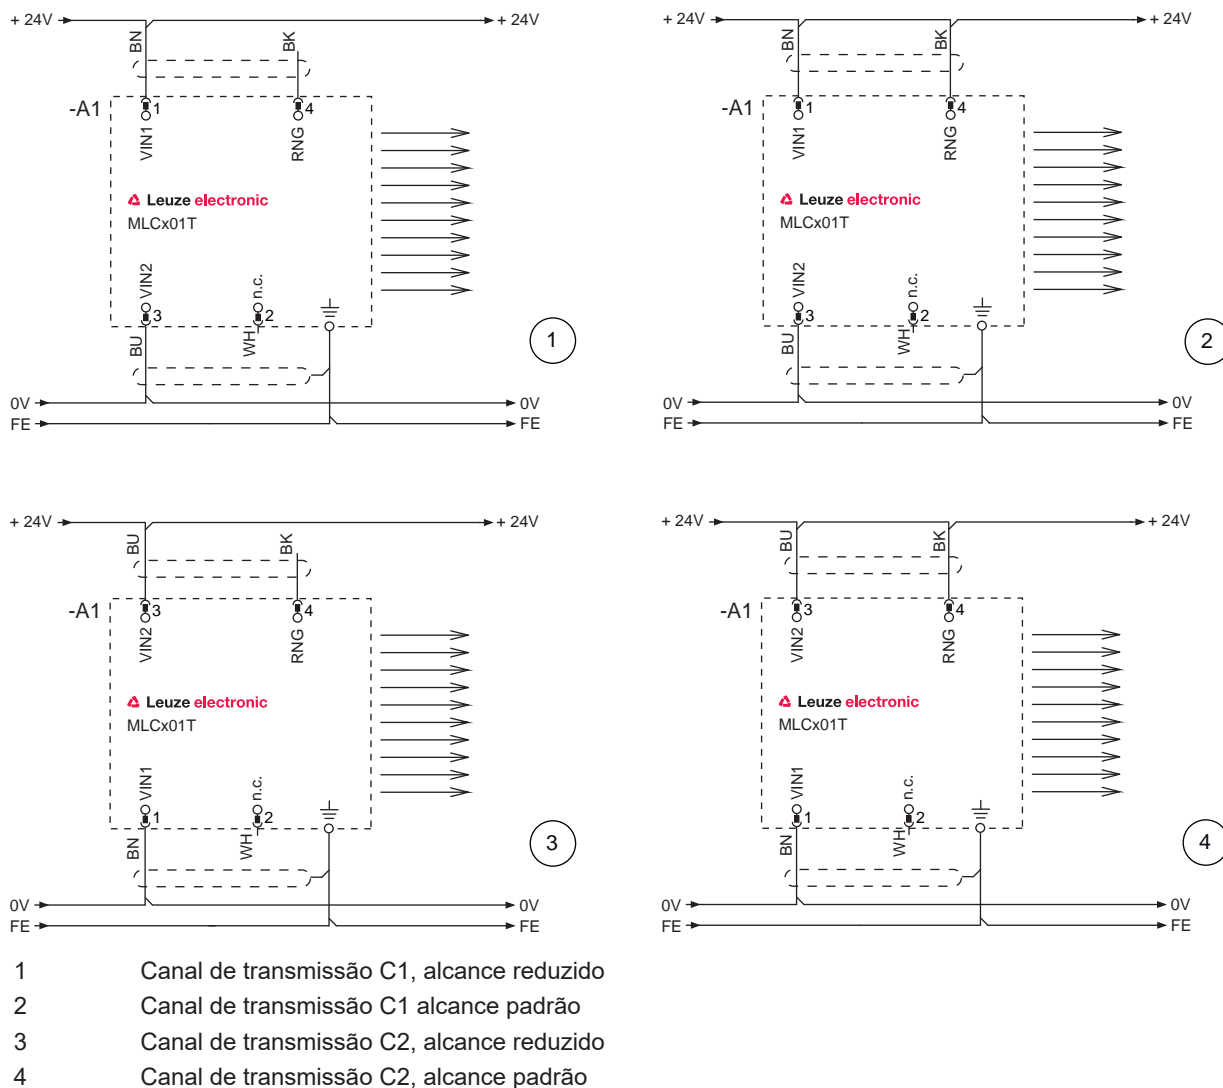 + 24V
+ 24V
BN
BK
-A1
1
4
VIN1
RNG
Leuze electronic
MLCx01T
VIN2
n.c.
3
2
BU
WH
1
0V
0V
FE
FE
+ 24V
+ 24V
BN
BK
-A1
1
4
VIN1
RNG
Leuze electronic
MLCx01T
VIN2
n.c.
3
2
BU
WH
2
0V
0V
FE
FE
+ 24V
+ 24V
BU
BK
-A1
3
4
VIN2
RNG
Leuze electronic
MLCx01T
VIN1
n.c.
1
2
BN
WH
3
0V
0V
FE
FE
+ 24V
+ 24V
BU
BK
-A1
3
4
VIN2
RNG
Leuze electronic
MLCx01T
VIN1
n.c.
1
2
BN
WH
4
0V
0V
FE
FE
1 Canal de transmissão C1, alcance reduzido
2 Canal de transmissão C1 alcance padrão
3 Canal de transmissão C2, alcance reduzido
4 Canal de transmissão C2, alcance padrão